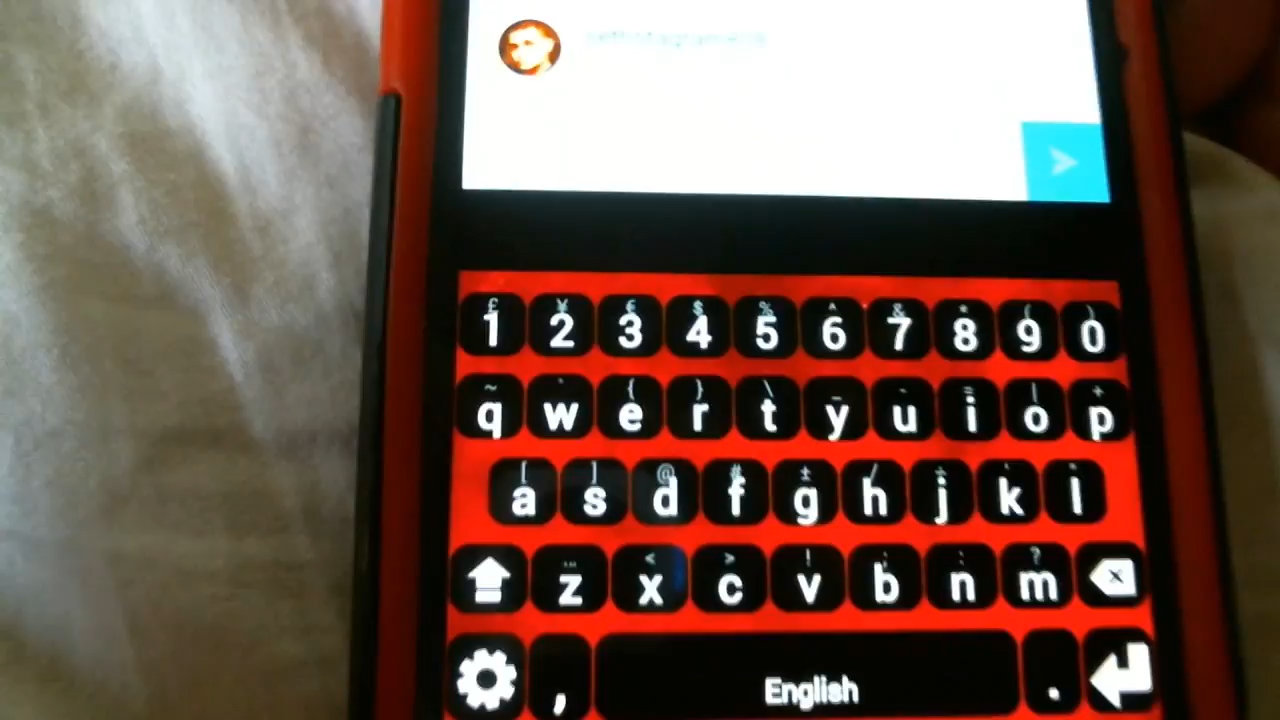 1 2 3 4 5 6 7 8 9 0
q w e r t y u i o p
a s d f g h j k l
z x c v b n m
, English .